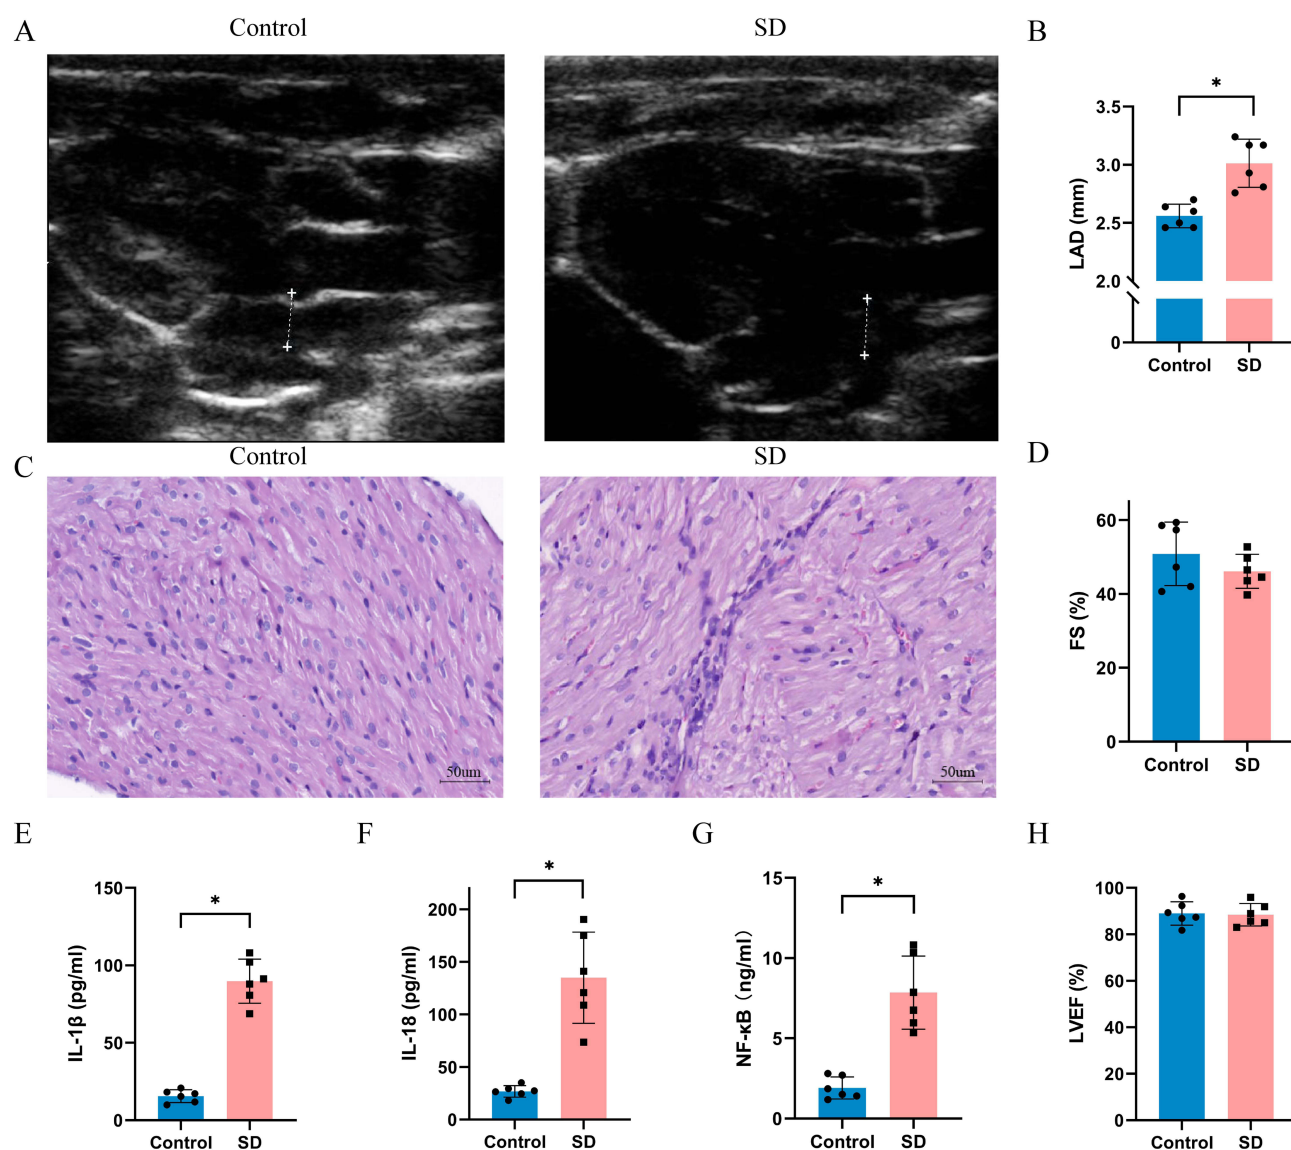 A
Control
SD
B
*
LAD (mm)
3.5
3.0
2.5
2.0
0
Control
SD
C
Control
SD
50um
50um
D
FS (%)
60
40
20
0
Control
SD
E
*
IL-1β (pg/ml)
150
100
50
0
Control
SD
F
*
IL-18 (pg/ml)
200
150
100
50
0
Control
SD
G
*
NF-κB（ng/ml）
15
10
5
0
Control
SD
H
LVEF (%)
100
80
60
40
20
0
Control
SD